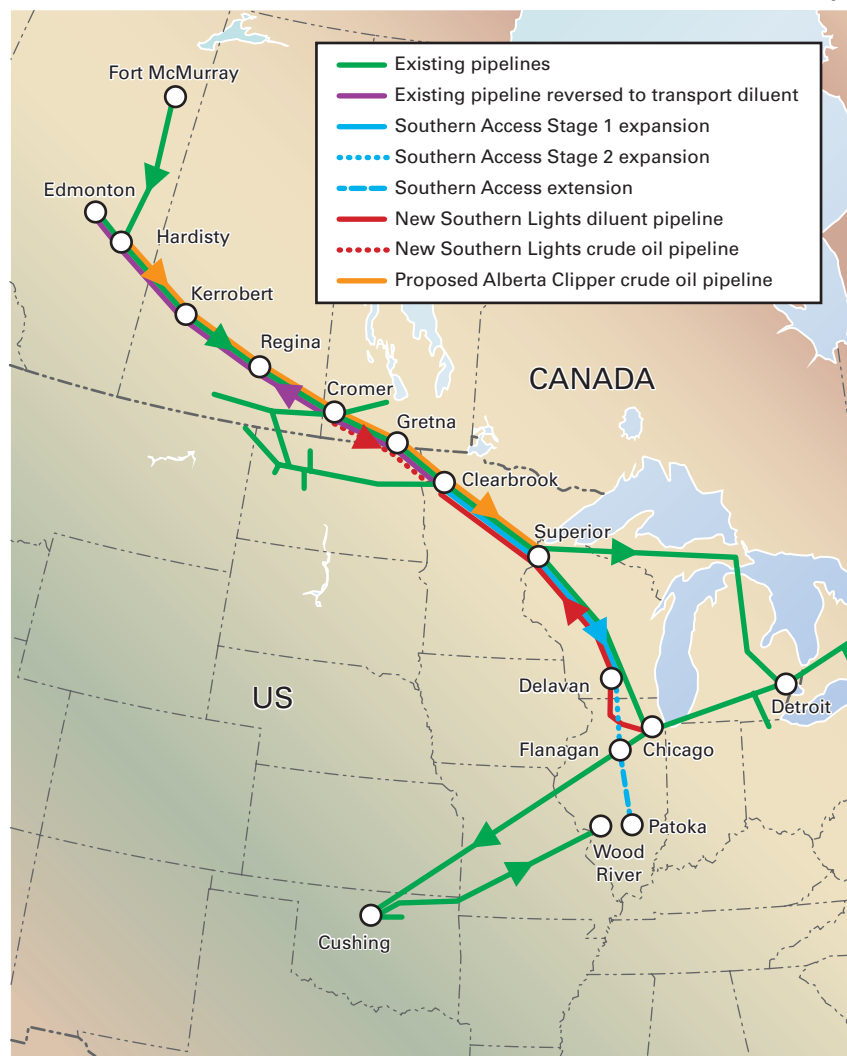 Fort McMurray
Existing pipelines
Existing pipeline reversed to transport diluent
Southern Access Stage 1 expansion
Southern Access Stage 2 expansion
Southern Access extension
New Southern Lights diluent pipeline
New Southern Lights crude oil pipeline
Proposed Alberta Clipper crude oil pipeline
Edmonton
Hardisty
Kerrobert
Regina
Cromer
CANADA
Gretna
Clearbrook
Superior
Delavan
US
Detroit
Flanagan
Chicago
Patoka
Wood
River
Cushing